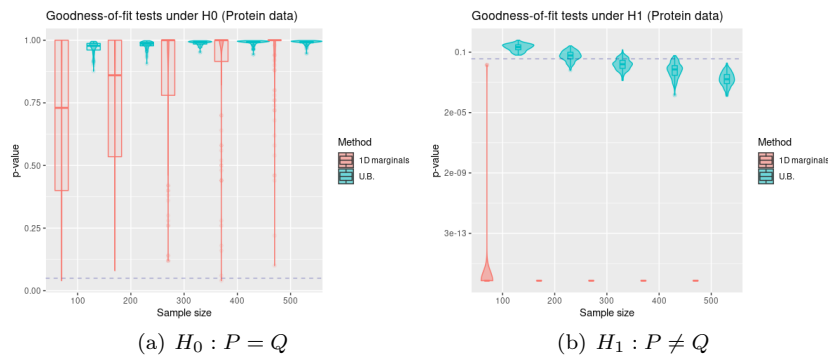 Goodness-of-fit tests under H0 (Protein data)
1.00
0.75
0.50
0.25
0.00
p-value
100
200
300
400
500
Sample size
Method
1D marginals
U.B.
(a) H₀ : P = Q
Goodness-of-fit tests under H1 (Protein data)
0.1
2e-05
2e-09
3e-13
p-value
100
200
300
400
500
Sample size
Method
1D marginals
U.B.
(b) H₁ : P ≠ Q